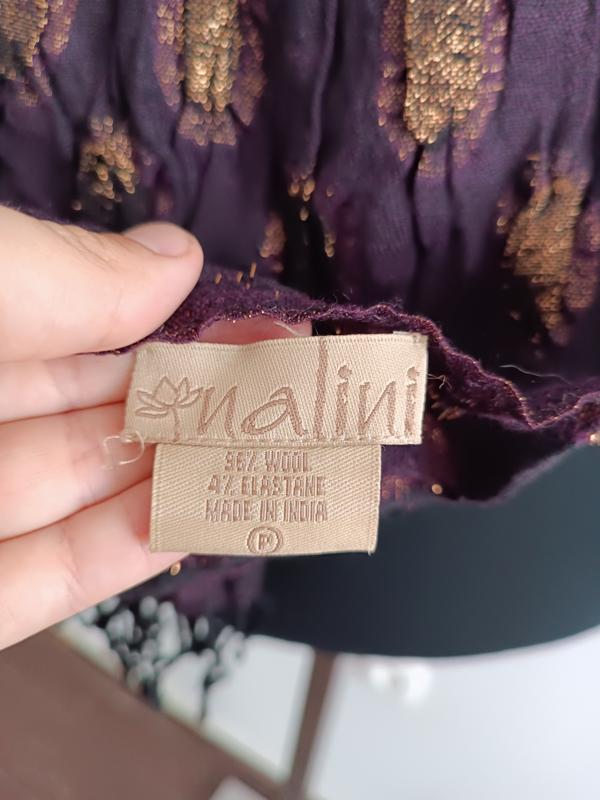 nalini
96% WOOL
4% ELASTANE
MADE IN INDIA
P